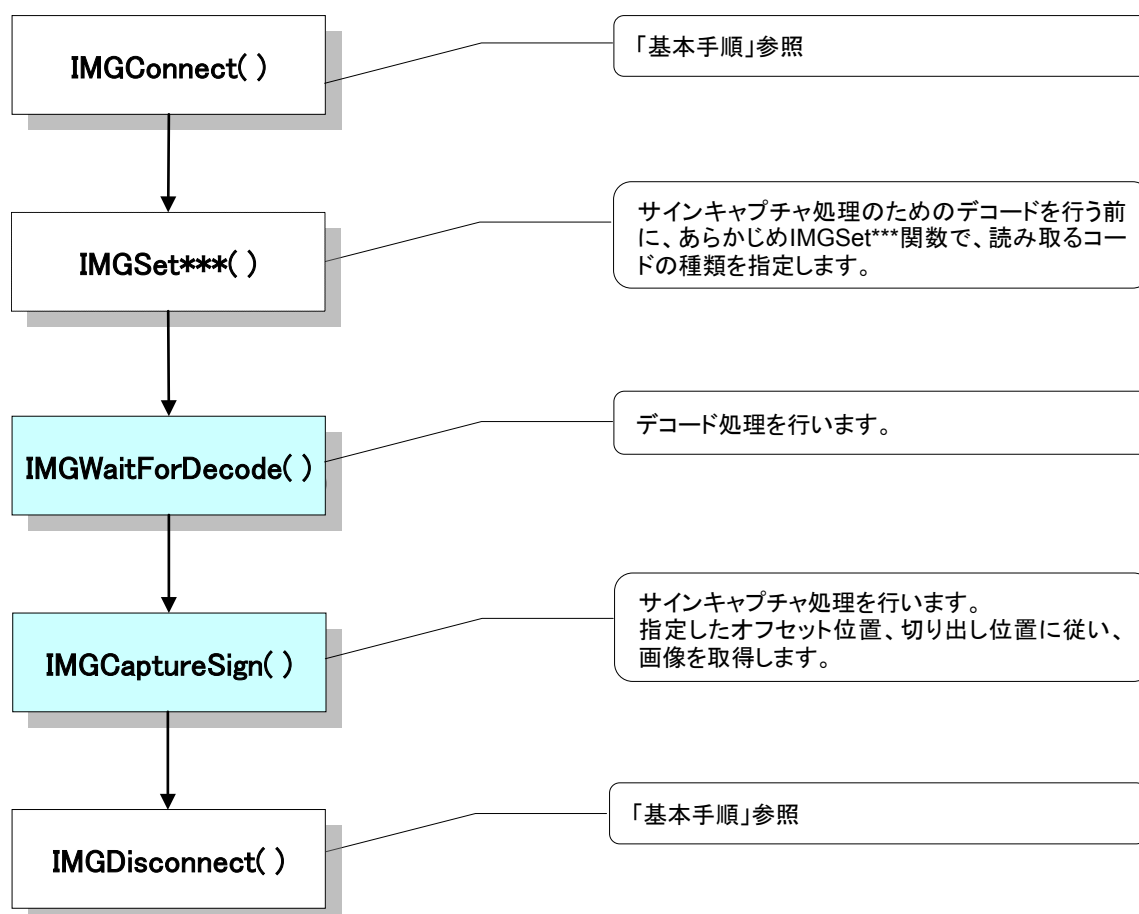 IMGConnect( )
「基本手順」参照
IMGSet***( )
サインキャプチャ処理のためのデコードを行う前
に、あらかじめIMGSet***関数で、読み取るコー
ドの種類を指定します。
IMGWaitForDecode( )
デコード処理を行います。
IMGCaptureSign( )
サインキャプチャ処理を行います。
指定したオフセット位置、切り出し位置に従い、
画像を取得します。
IMGDisconnect( )
「基本手順」参照